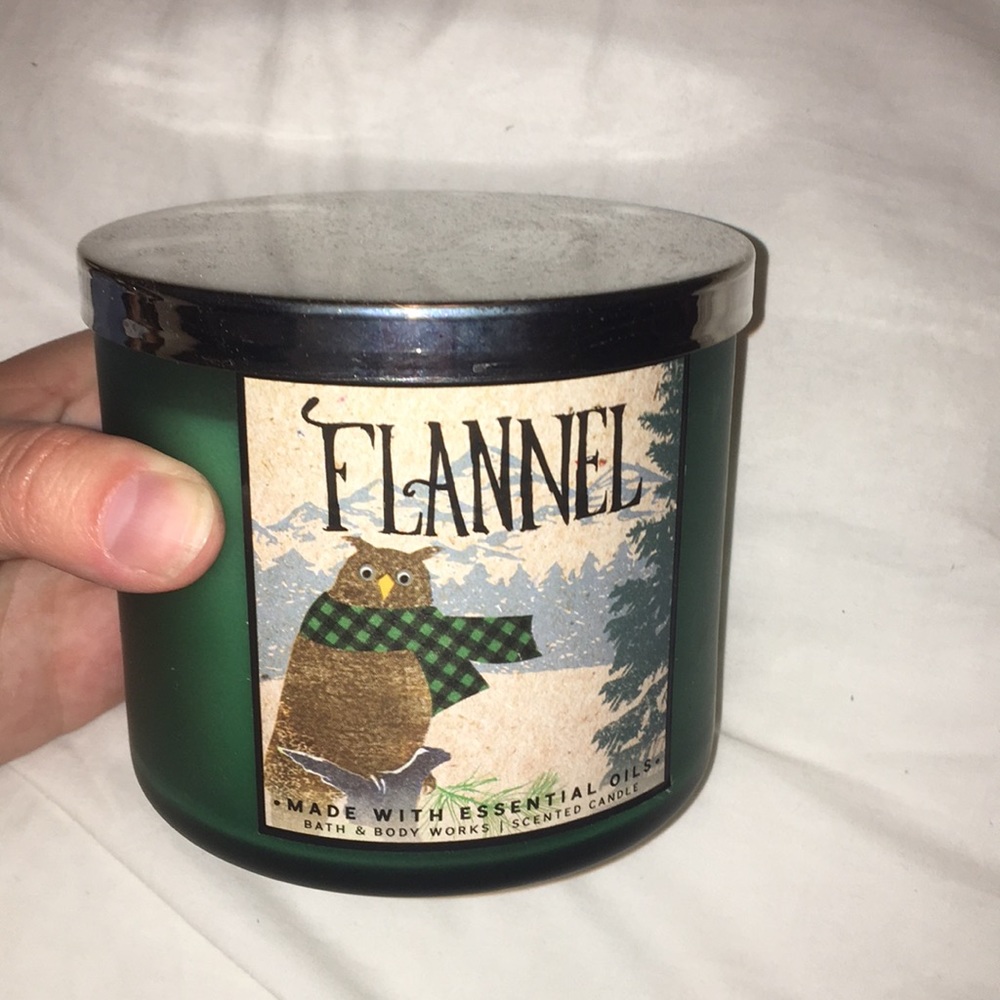 FLANNEL
•MADE WITH ESSENTIAL OILS•
BATH & BODY WORKS | SCENTED CANDLE